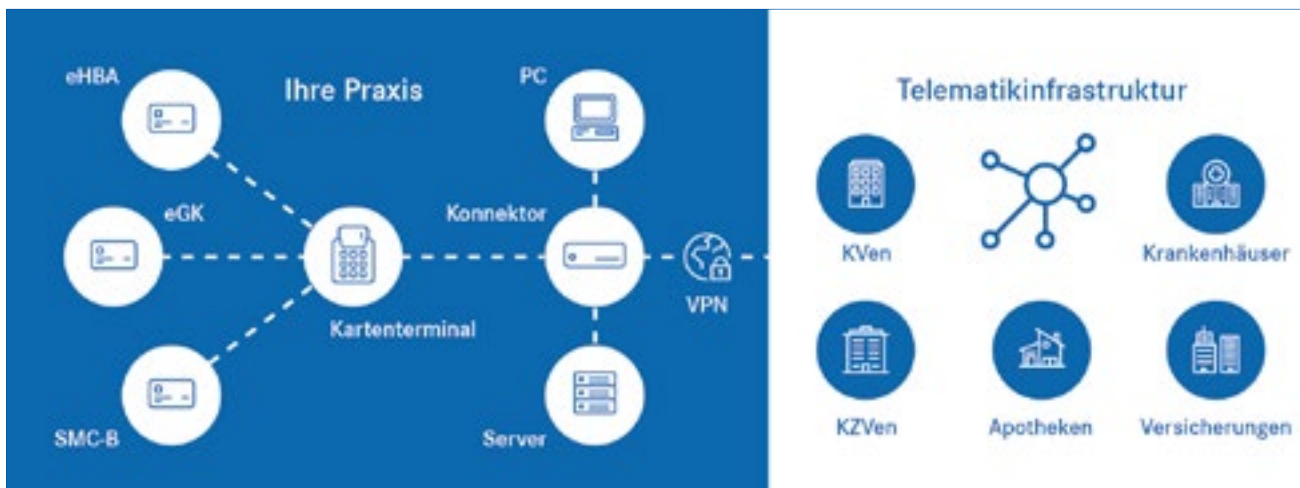 Ihre Praxis
eHBA
eGK
SMC-B
Kartenterminal
PC
Konnektor
Server
VPN
Telematikinfrastruktur
KVen
Krankenhäuser
KZVen
Apotheken
Versicherungen